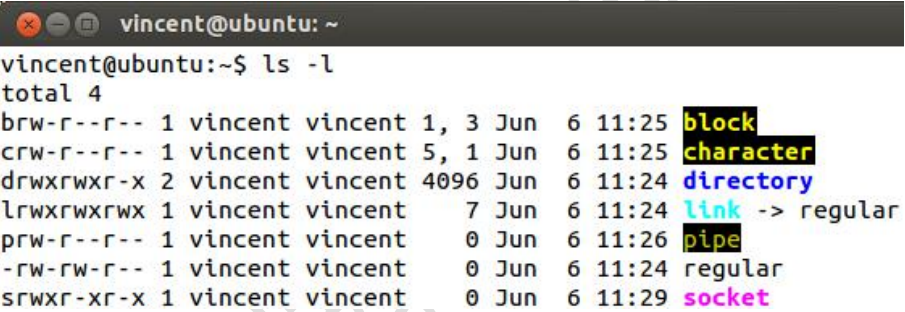 vincent@ubuntu: ~
vincent@ubuntu:~$ ls -l
total 4
brw-r--r-- 1 vincent vincent 1, 3 Jun  6 11:25 block
crw-r--r-- 1 vincent vincent 5, 1 Jun  6 11:25 character
drwxrwxr-x 2 vincent vincent 4096 Jun  6 11:24 directory
lrwxrwxrwx 1 vincent vincent    7 Jun  6 11:24 link -> regular
prw-r--r-- 1 vincent vincent    0 Jun  6 11:26 pipe
-rw-rw-r-- 1 vincent vincent    0 Jun  6 11:24 regular
srwxr-xr-x 1 vincent vincent    0 Jun  6 11:29 socket